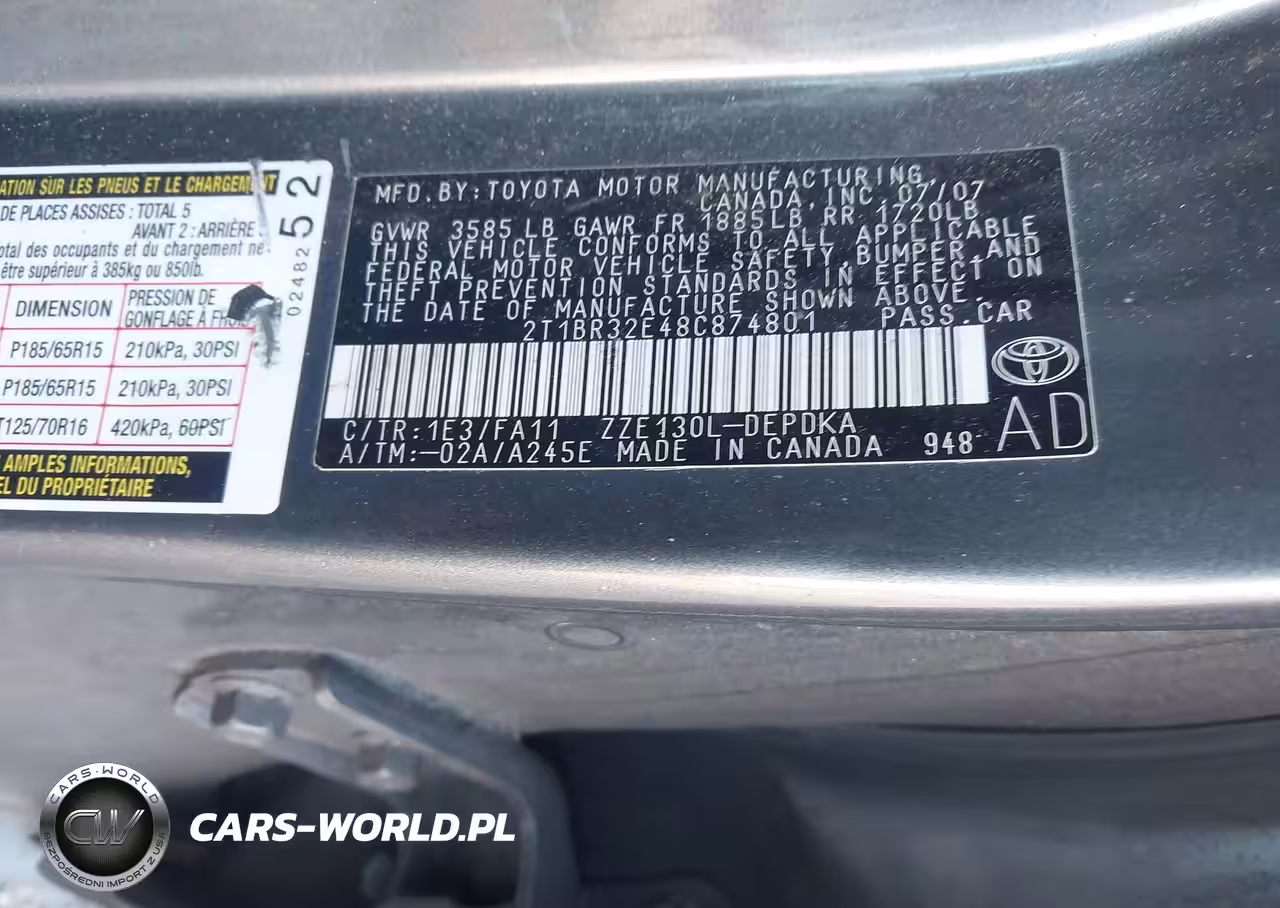 ATION SUR LES PNEUS ET LE CHARGEMENT
DE PLACES ASSISES : TOTAL 5
AVANT 2 : ARRIÈRE :
total des occupants et du chargement ne
être supérieur à 385kg ou 850lb.
DIMENSION PRESSION DE
GONFLAGE À
P185/65R15 210kPa, 30PSI
P185/65R15 210kPa, 30PSI
T125/70R16 420kPa, 60PSI
AMPLES INFORMATIONS,
EL DU PROPRIÉTAIRE
02482 552
MFD. BY: TOYOTA MOTOR MANUFACTURING,
CANADA, INC. 07/07
GVWR 3585 LB GAWR FR 1885LB RR 1720LB
THIS VEHICLE CONFORMS TO ALL APPLICABLE
FEDERAL MOTOR VEHICLE SAFETY, BUMPER, AND
THEFT PREVENTION STANDARDS IN EFFECT ON
THE DATE OF MANUFACTURE SHOWN ABOVE.
2T1BR32E48C874801 PASS.CAR
C/TR:1E3/FA11 ZZE130L-DEPDKA
A/TM:-02A/A245E MADE IN CANADA 948 AD
CARS-WORLD
CW
BEZPOŚREDNI IMPORT Z USA
CARS-WORLD.PL